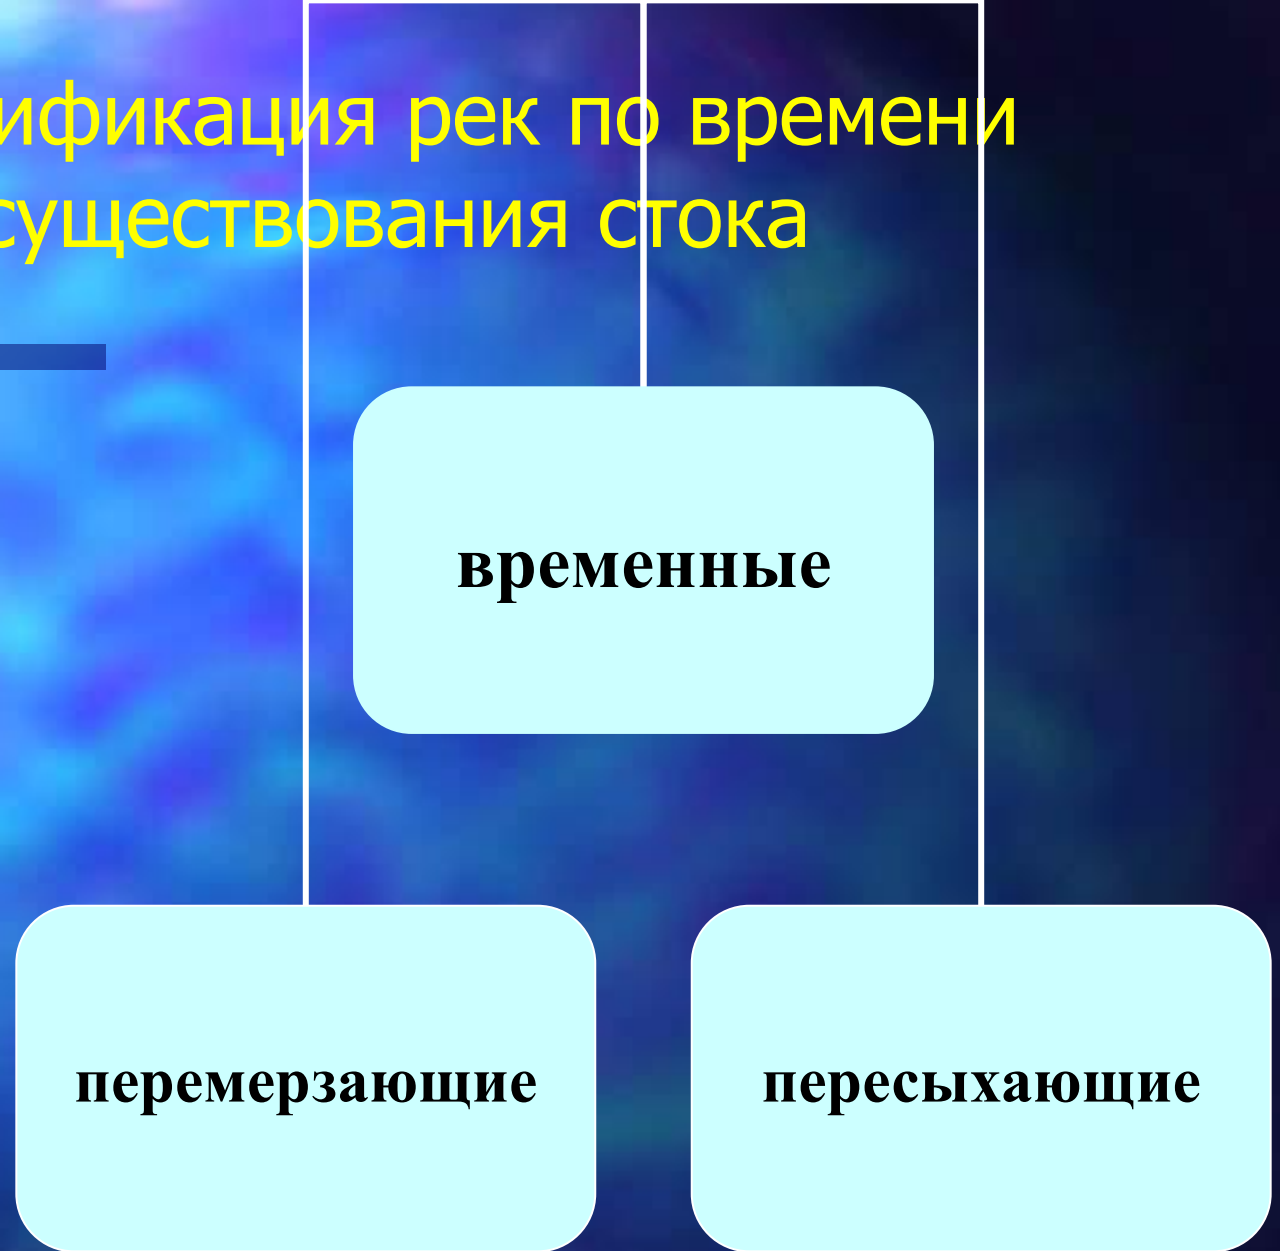 ификация рек по времени
существования стока
временные
перемерзающие
пересыхающие